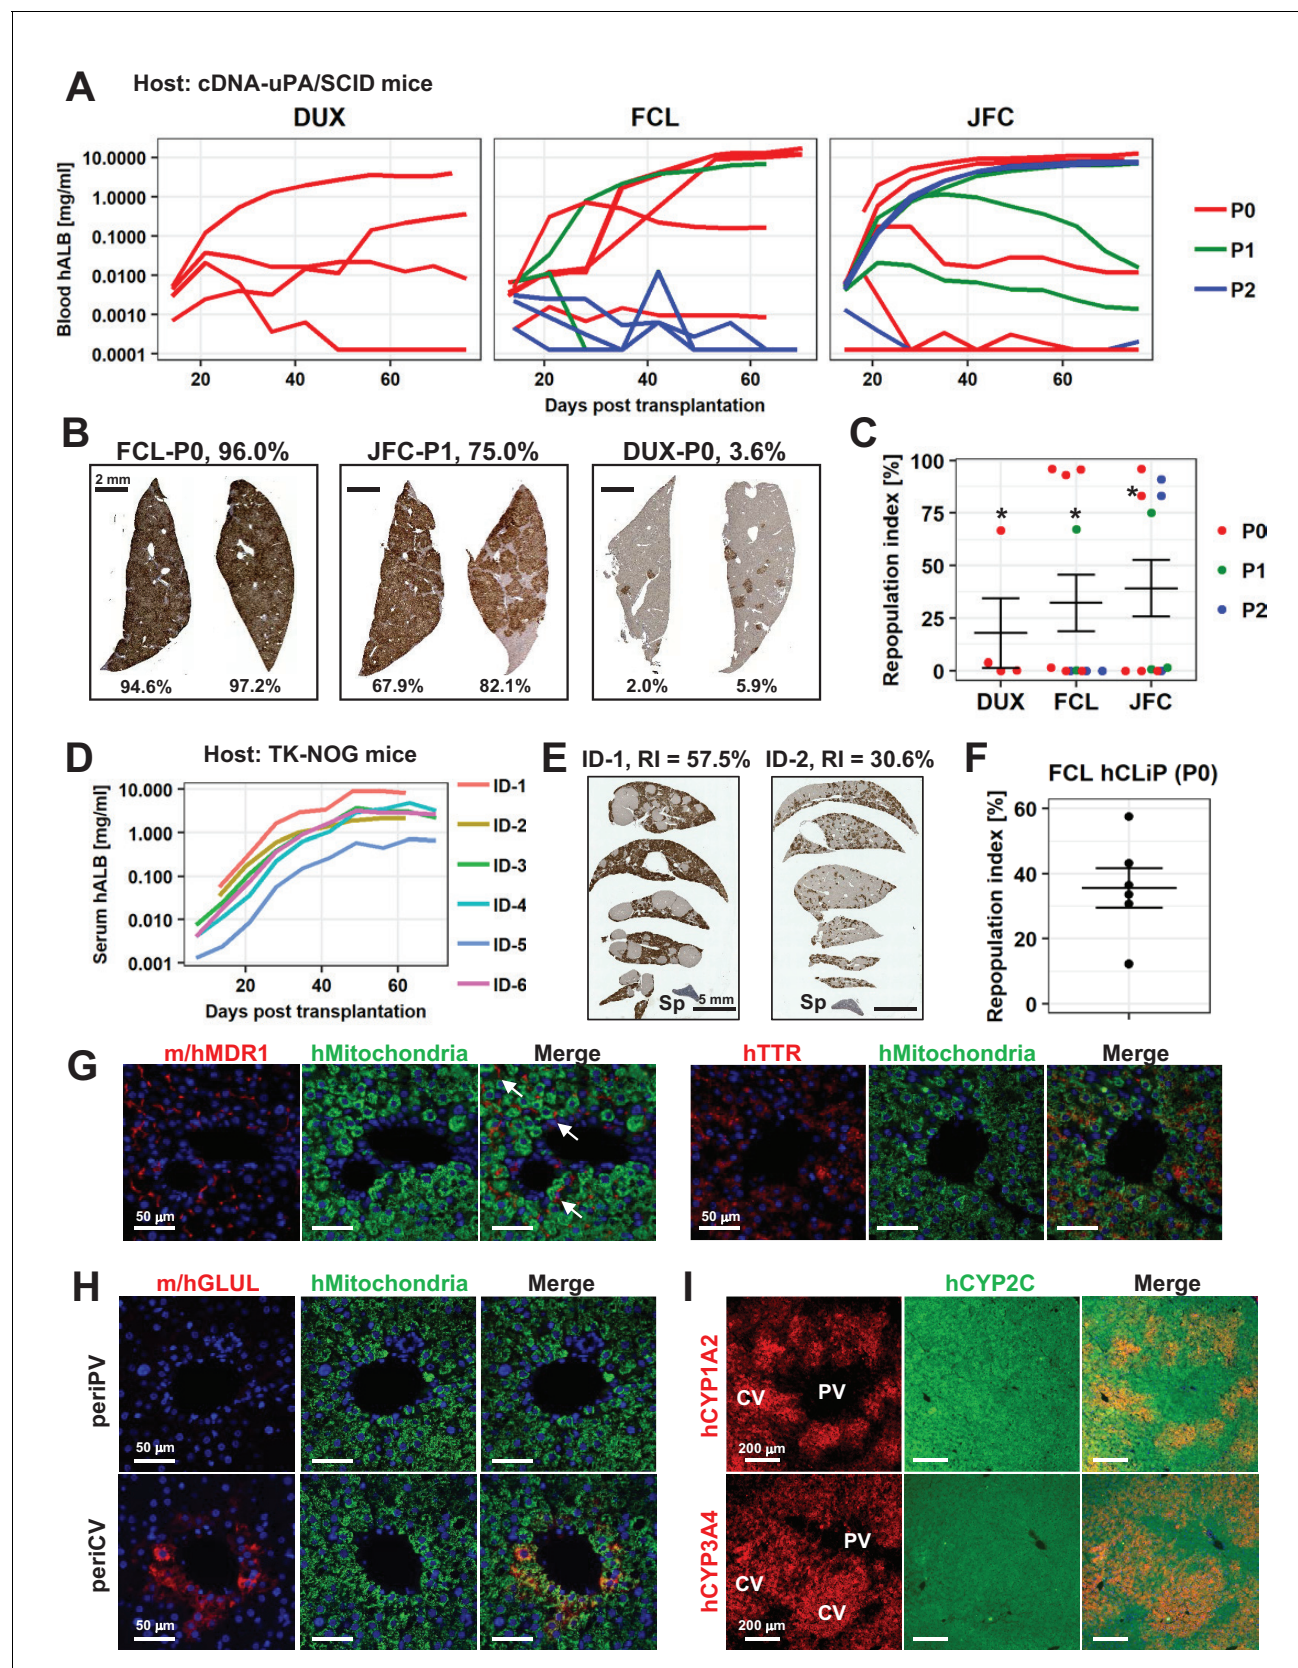 A
Host: cDNA-uPA/SCID mice
DUX
FCL
JFC
Blood hALB [mg/ml]
10.0000
1.0000
0.1000
0.0100
0.0010
0.0001
20
40
60
20
40
60
20
40
60
Days post transplantation
P0
P1
P2
B
FCL-P0, 96.0%
JFC-P1, 75.0%
DUX-P0, 3.6%
2 mm
94.6%
97.2%
67.9%
82.1%
2.0%
5.9%
C
Repopulation index [%]
100
75
50
25
0
*
*
*
DUX
FCL
JFC
P0
P1
P2
D
Host: TK-NOG mice
Serum hALB [mg/ml]
10.000
1.000
0.100
0.010
0.001
20
40
60
Days post transplantation
ID-1
ID-2
ID-3
ID-4
ID-5
ID-6
E
ID-1, RI = 57.5%
ID-2, RI = 30.6%
Sp
5 mm
Sp
F
FCL hCLiP (P0)
Repopulation index [%]
60
40
20
0
G
m/hMDR1
hMitochondria
Merge
hTTR
hMitochondria
Merge
50 µm
50 µm
H
m/hGLUL
hMitochondria
Merge
periPV
50 µm
periCV
50 µm
I
hCYP2C
Merge
hCYP1A2
CV
PV
200 µm
hCYP3A4
PV
CV
CV
200 µm